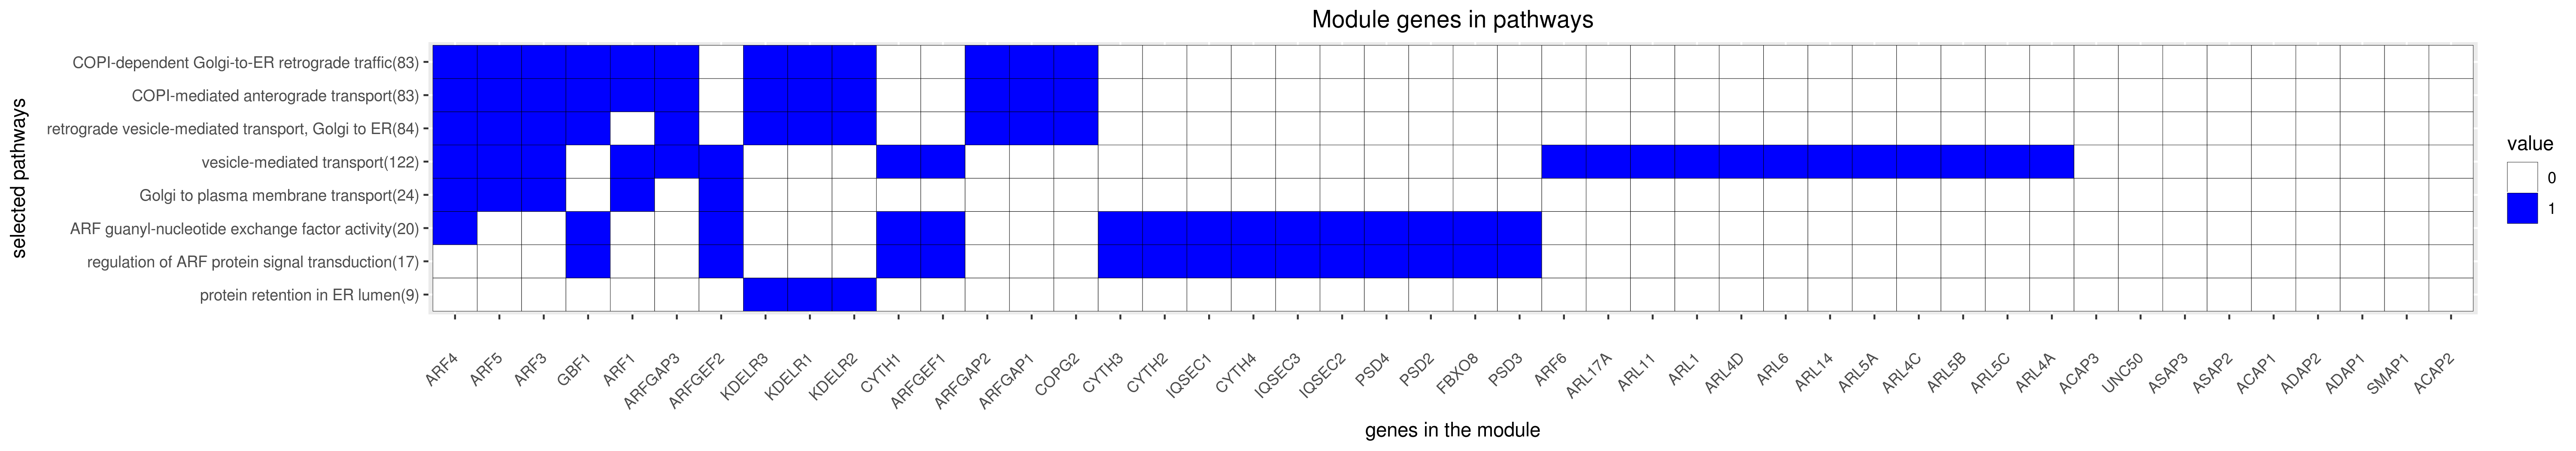 Module genes in pathways
selected pathways
COPI-dependent Golgi-to-ER retrograde traffic(83)
COPI-mediated anterograde transport(83)
retrograde vesicle-mediated transport, Golgi to ER(84)
vesicle-mediated transport(122)
Golgi to plasma membrane transport(24)
ARF guanyl-nucleotide exchange factor activity(20)
regulation of ARF protein signal transduction(17)
protein retention in ER lumen(9)
ARF4
ARF5
ARF3
GBF1
ARF1
ARFGAP3
ARFGEF2
KDELR3
KDELR1
KDELR2
CYTH1
ARFGEF1
ARFGAP2
ARFGAP1
COPG2
CYTH3
CYTH2
IQSEC1
CYTH4
IQSEC3
IQSEC2
PSD4
PSD2
FBXO8
PSD3
ARF6
ARL17A
ARL11
ARL1
ARL4D
ARL6
ARL14
ARL5A
ARL4C
ARL5B
ARL5C
ARL4A
ACAP3
UNC50
ASAP3
ASAP2
ACAP1
ADAP2
ADAP1
SMAP1
ACAP2
genes in the module
value
0
1